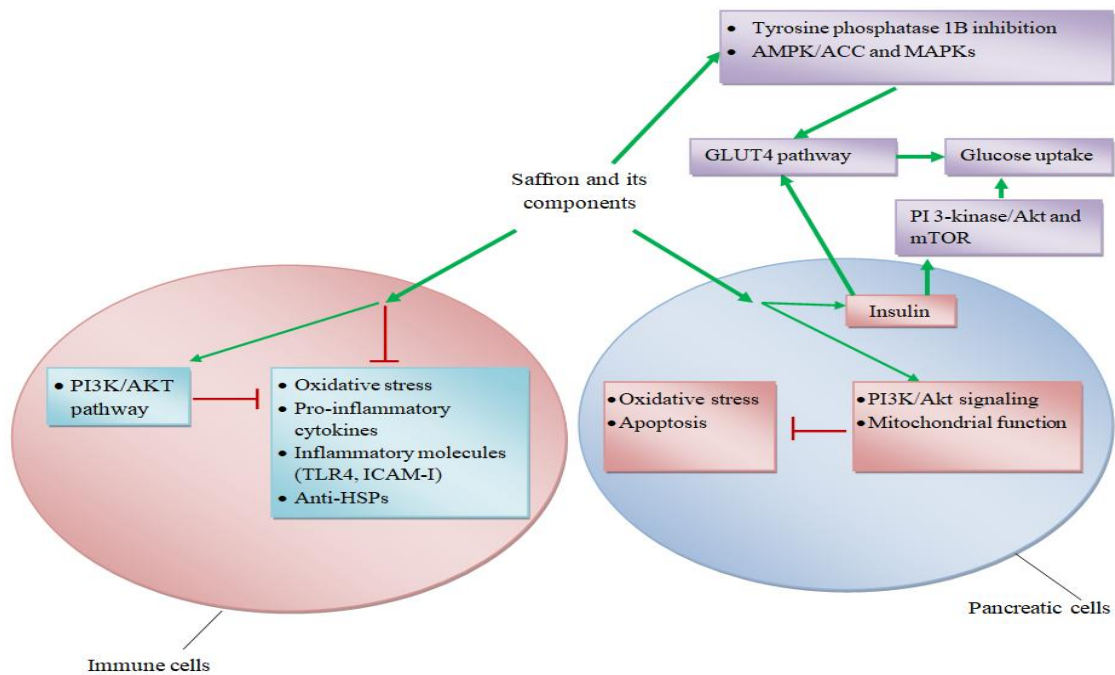 • Tyrosine phosphatase 1B inhibition
• AMPK/ACC and MAPKs
GLUT4 pathway
Glucose uptake
Saffron and its
components
PI 3-kinase/Akt and
mTOR
Insulin
• PI3K/AKT
pathway
• Oxidative stress
• Pro-inflammatory
cytokines
• Inflammatory molecules
(TLR4, ICAM-I)
• Anti-HSPs
• Oxidative stress
• Apoptosis
• PI3K/Akt signaling
• Mitochondrial function
Pancreatic cells
Immune cells